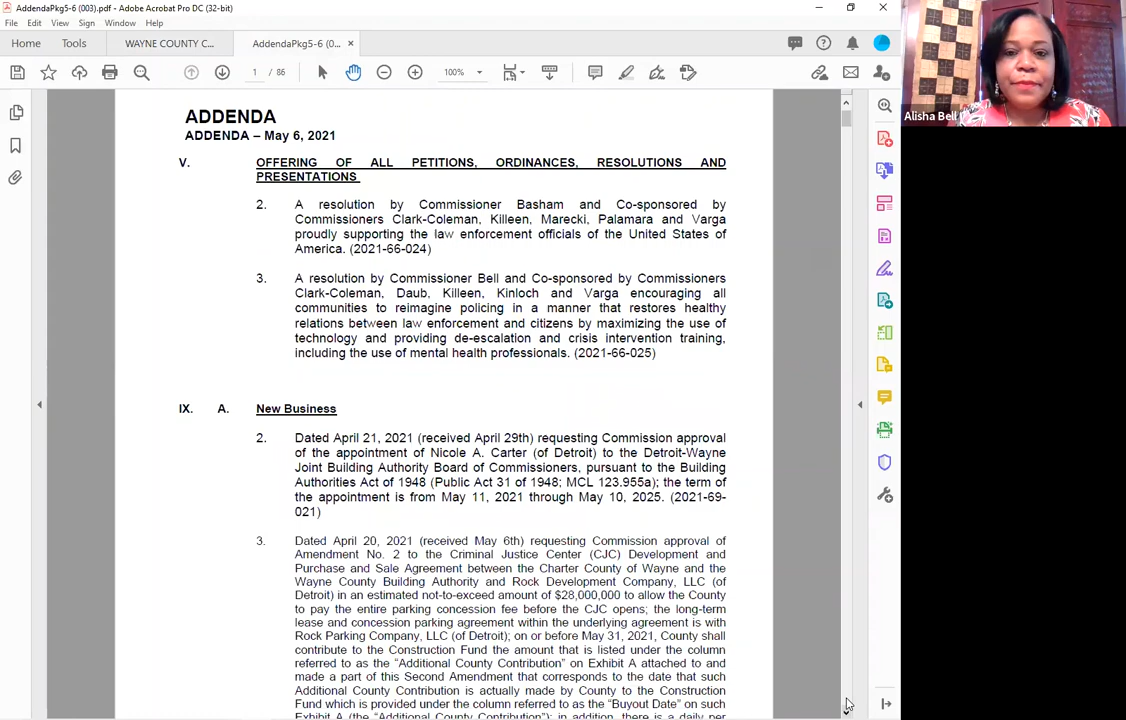 AddendaPkg5-6 (003).pdf - Adobe Acrobat Pro DC (32-bit)
File Edit View Sign Window Help
Home Tools WAYNE COUNTY C... AddendaPkg5-6 (0... ×
1 / 86 100%
Alisha Bell
ADDENDA
ADDENDA – May 6, 2021
V. OFFERING OF ALL PETITIONS, ORDINANCES, RESOLUTIONS AND
PRESENTATIONS
2. A resolution by Commissioner Basham and Co-sponsored by
Commissioners Clark-Coleman, Killeen, Marecki, Palamara and Varga
proudly supporting the law enforcement officials of the United States of
America. (2021-66-024)
3. A resolution by Commissioner Bell and Co-sponsored by Commissioners
Clark-Coleman, Daub, Killeen, Kinloch and Varga encouraging all
communities to reimagine policing in a manner that restores healthy
relations between law enforcement and citizens by maximizing the use of
technology and providing de-escalation and crisis intervention training,
including the use of mental health professionals. (2021-66-025)
IX. A. New Business
2. Dated April 21, 2021 (received April 29th) requesting Commission approval
of the appointment of Nicole A. Carter (of Detroit) to the Detroit-Wayne
Joint Building Authority Board of Commissioners, pursuant to the Building
Authorities Act of 1948 (Public Act 31 of 1948; MCL 123.955a); the term of
the appointment is from May 11, 2021 through May 10, 2025. (2021-69-
021)
3. Dated April 20, 2021 (received May 6th) requesting Commission approval of
Amendment No. 2 to the Criminal Justice Center (CJC) Development and
Purchase and Sale Agreement between the Charter County of Wayne and the
Wayne County Building Authority and Rock Development Company, LLC (of
Detroit) in an estimated not-to-exceed amount of $28,000,000 to allow the County
to pay the entire parking concession fee before the CJC opens; the long-term
lease and concession parking agreement within the underlying agreement is with
Rock Parking Company, LLC (of Detroit); on or before May 31, 2021, County shall
contribute to the Construction Fund the amount that is listed under the column
referred to as the “Additional County Contribution” on Exhibit A attached to and
made a part of this Second Amendment that corresponds to the date that such
Additional County Contribution is actually made by County to the Construction
Fund which is provided under the column referred to as the “Buyout Date” on such
Exhibit A (the “Additional County Contribution”); in addition, there is a daily per